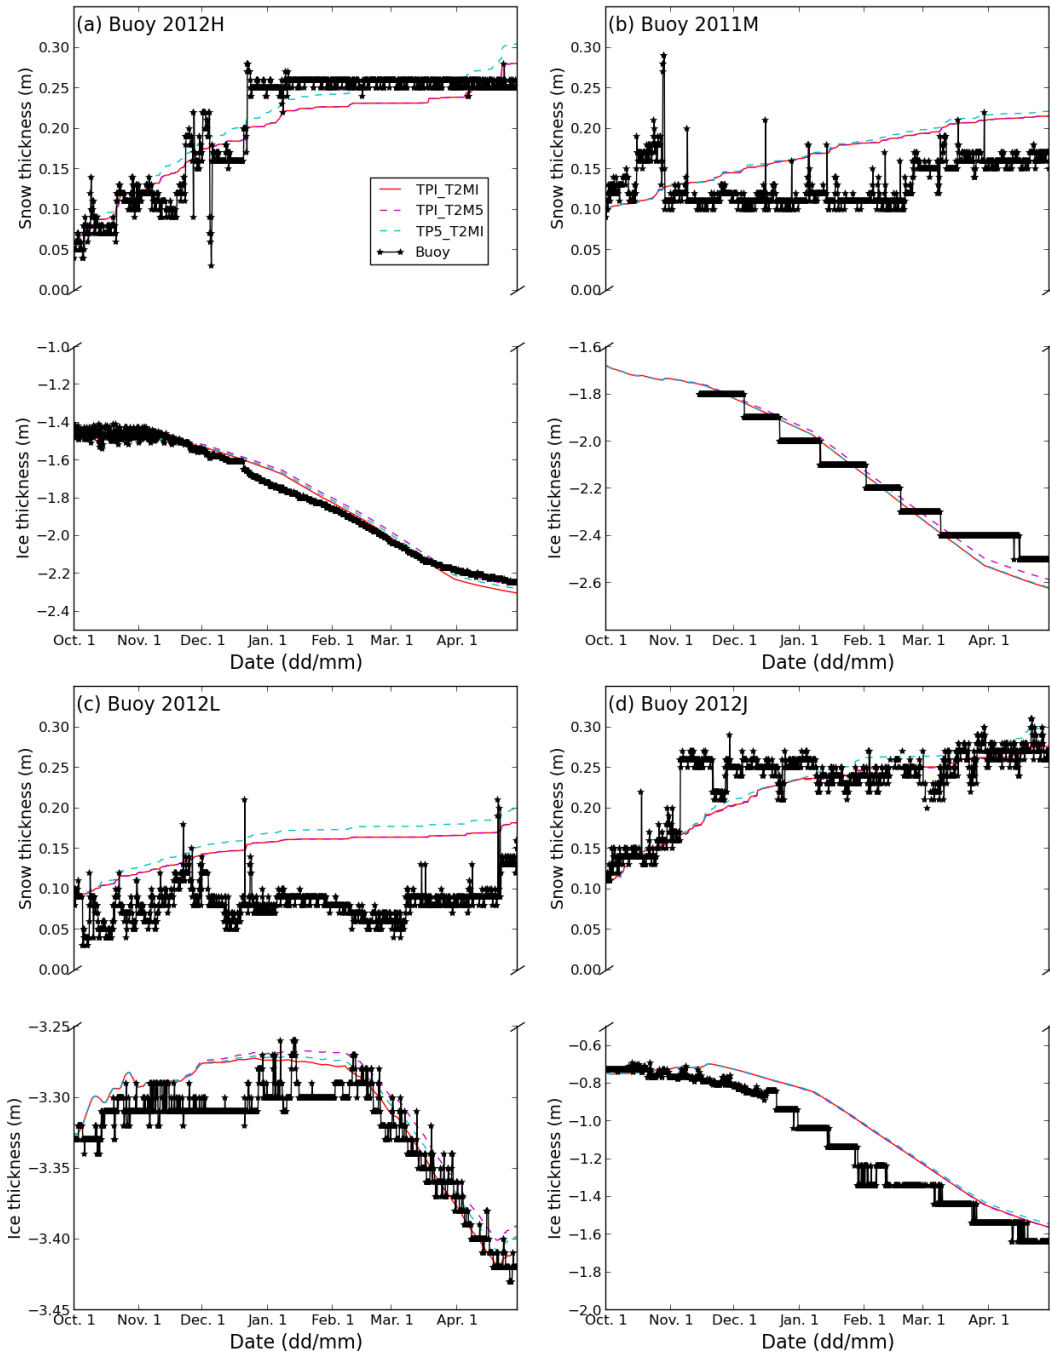 (a) Buoy 2012H
Snow thickness (m)
0.30
0.25
0.20
0.15
0.10
0.05
0.00
TPI_T2MI
TPI_T2M5
TP5_T2MI
Buoy
Ice thickness (m)
−1.0
−1.2
−1.4
−1.6
−1.8
−2.0
−2.2
−2.4
Oct. 1 Nov. 1 Dec. 1 Jan. 1 Feb. 1 Mar. 1 Apr. 1
Date (dd/mm)
(b) Buoy 2011M
Snow thickness (m)
0.30
0.25
0.20
0.15
0.10
0.05
0.00
Ice thickness (m)
−1.6
−1.8
−2.0
−2.2
−2.4
−2.6
Oct. 1 Nov. 1 Dec. 1 Jan. 1 Feb. 1 Mar. 1 Apr. 1
Date (dd/mm)
(c) Buoy 2012L
Snow thickness (m)
0.30
0.25
0.20
0.15
0.10
0.05
0.00
Ice thickness (m)
−3.25
−3.30
−3.35
−3.40
−3.45
Oct. 1 Nov. 1 Dec. 1 Jan. 1 Feb. 1 Mar. 1 Apr. 1
Date (dd/mm)
(d) Buoy 2012J
Snow thickness (m)
0.30
0.25
0.20
0.15
0.10
0.05
0.00
Ice thickness (m)
−0.6
−0.8
−1.0
−1.2
−1.4
−1.6
−1.8
−2.0
Oct. 1 Nov. 1 Dec. 1 Jan. 1 Feb. 1 Mar. 1 Apr. 1
Date (dd/mm)